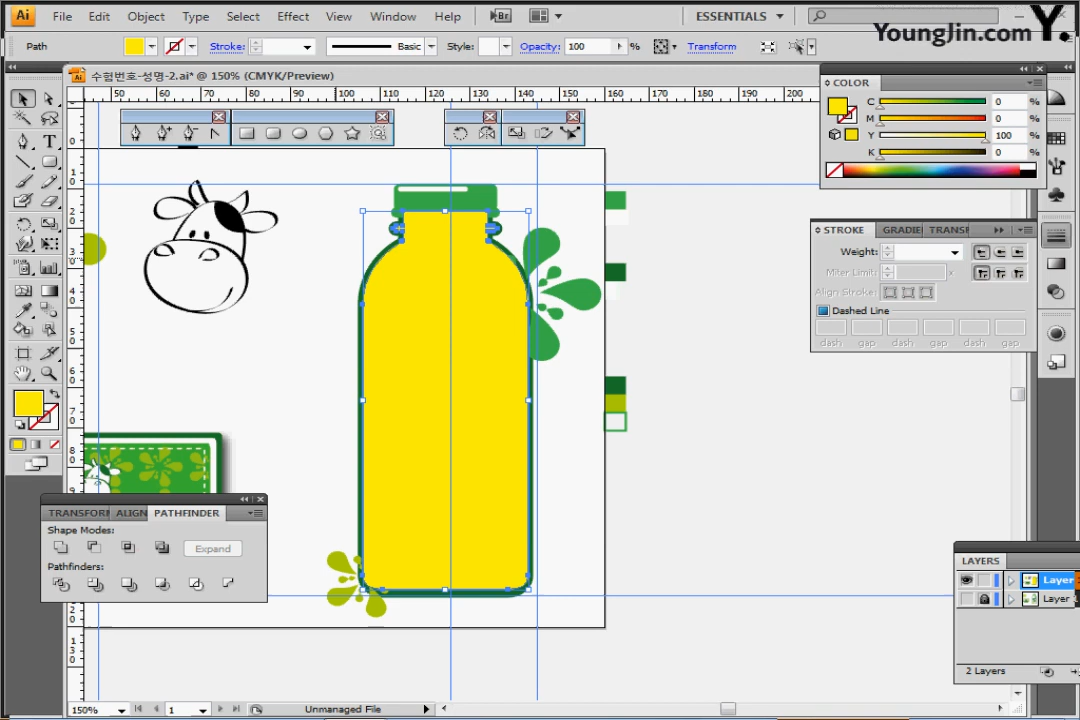 Ai File Edit Object Type Select Effect View Window Help Br ESSENTIALS
YoungJin.com Y.
Path Stroke: Basic Style: Opacity: 100 % Transform
수험번호-성명-2.ai* @ 150% (CMYK/Preview)
50 60 70 80 90 100 110 120 130 140 150 160 170 180 190 200
COLOR
C 0 %
M 0 %
Y 100 %
K 0 %
STROKE GRADIE TRANSF
Weight:
Miter Limit: x
Align Stroke:
Dashed Line
dash gap dash gap dash gap
TRANSFORM ALIGN PATHFINDER
Shape Modes:
Expand
Pathfinders:
LAYERS
Layer
Layer
2 Layers
150% 1 Unmanaged File